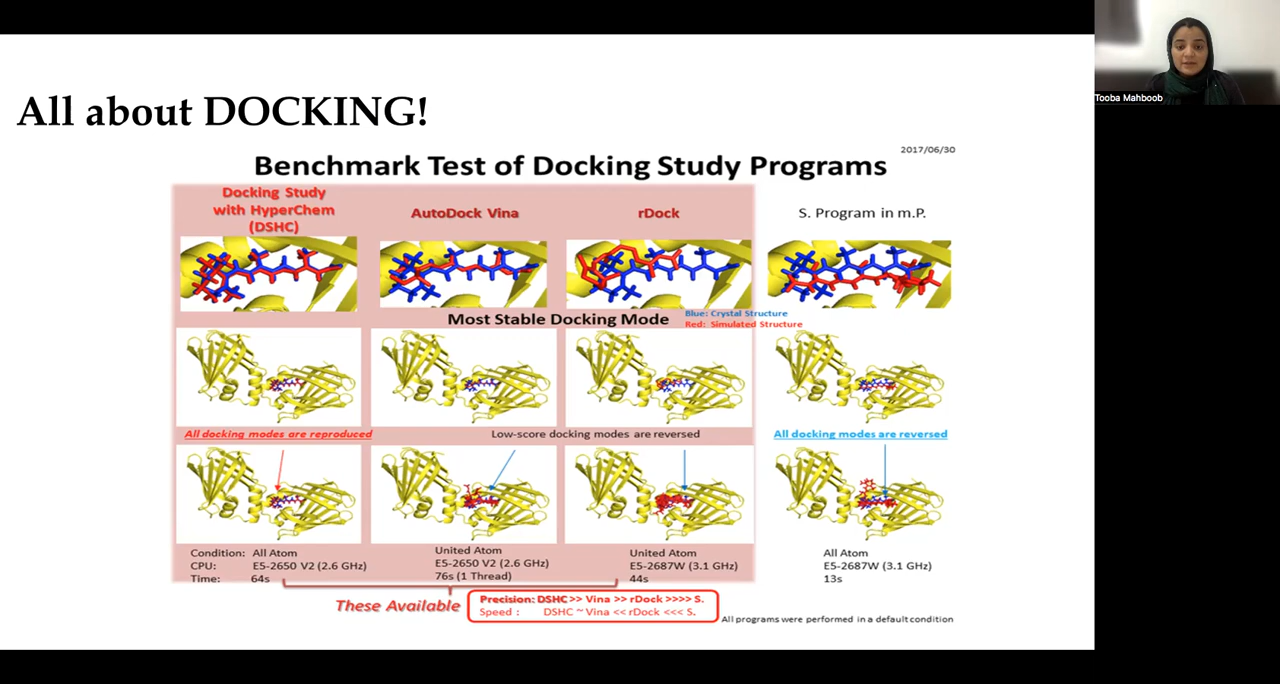 Tooba Mahboob
All about DOCKING!
2017/06/30
Benchmark Test of Docking Study Programs
Docking Study
with HyperChem
(DSHC)
AutoDock Vina
rDock
S. Program in m.P.
Most Stable Docking Mode
Blue: Crystal Structure
Red: Simulated Structure
All docking modes are reproduced
Low-score docking modes are reversed
All docking modes are reversed
Condition: All Atom
CPU: E5-2650 V2 (2.6 GHz)
Time: 64s
United Atom
E5-2650 V2 (2.6 GHz)
76s (1 Thread)
United Atom
E5-2687W (3.1 GHz)
44s
All Atom
E5-2687W (3.1 GHz)
13s
These Available
Precision: DSHC >> Vina >> rDock >>>> S.
Speed : DSHC ~ Vina << rDock <<< S.
All programs were performed in a default condition